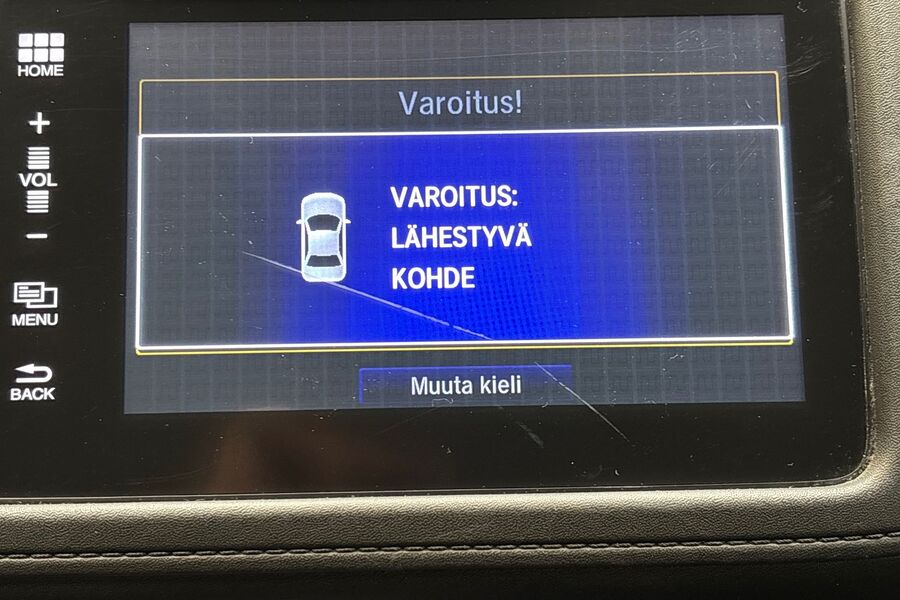 HOME
+
VOL
−
MENU
BACK
Varoitus!
VAROITUS:
LÄHESTYVÄ
KOHDE
Muuta kieli